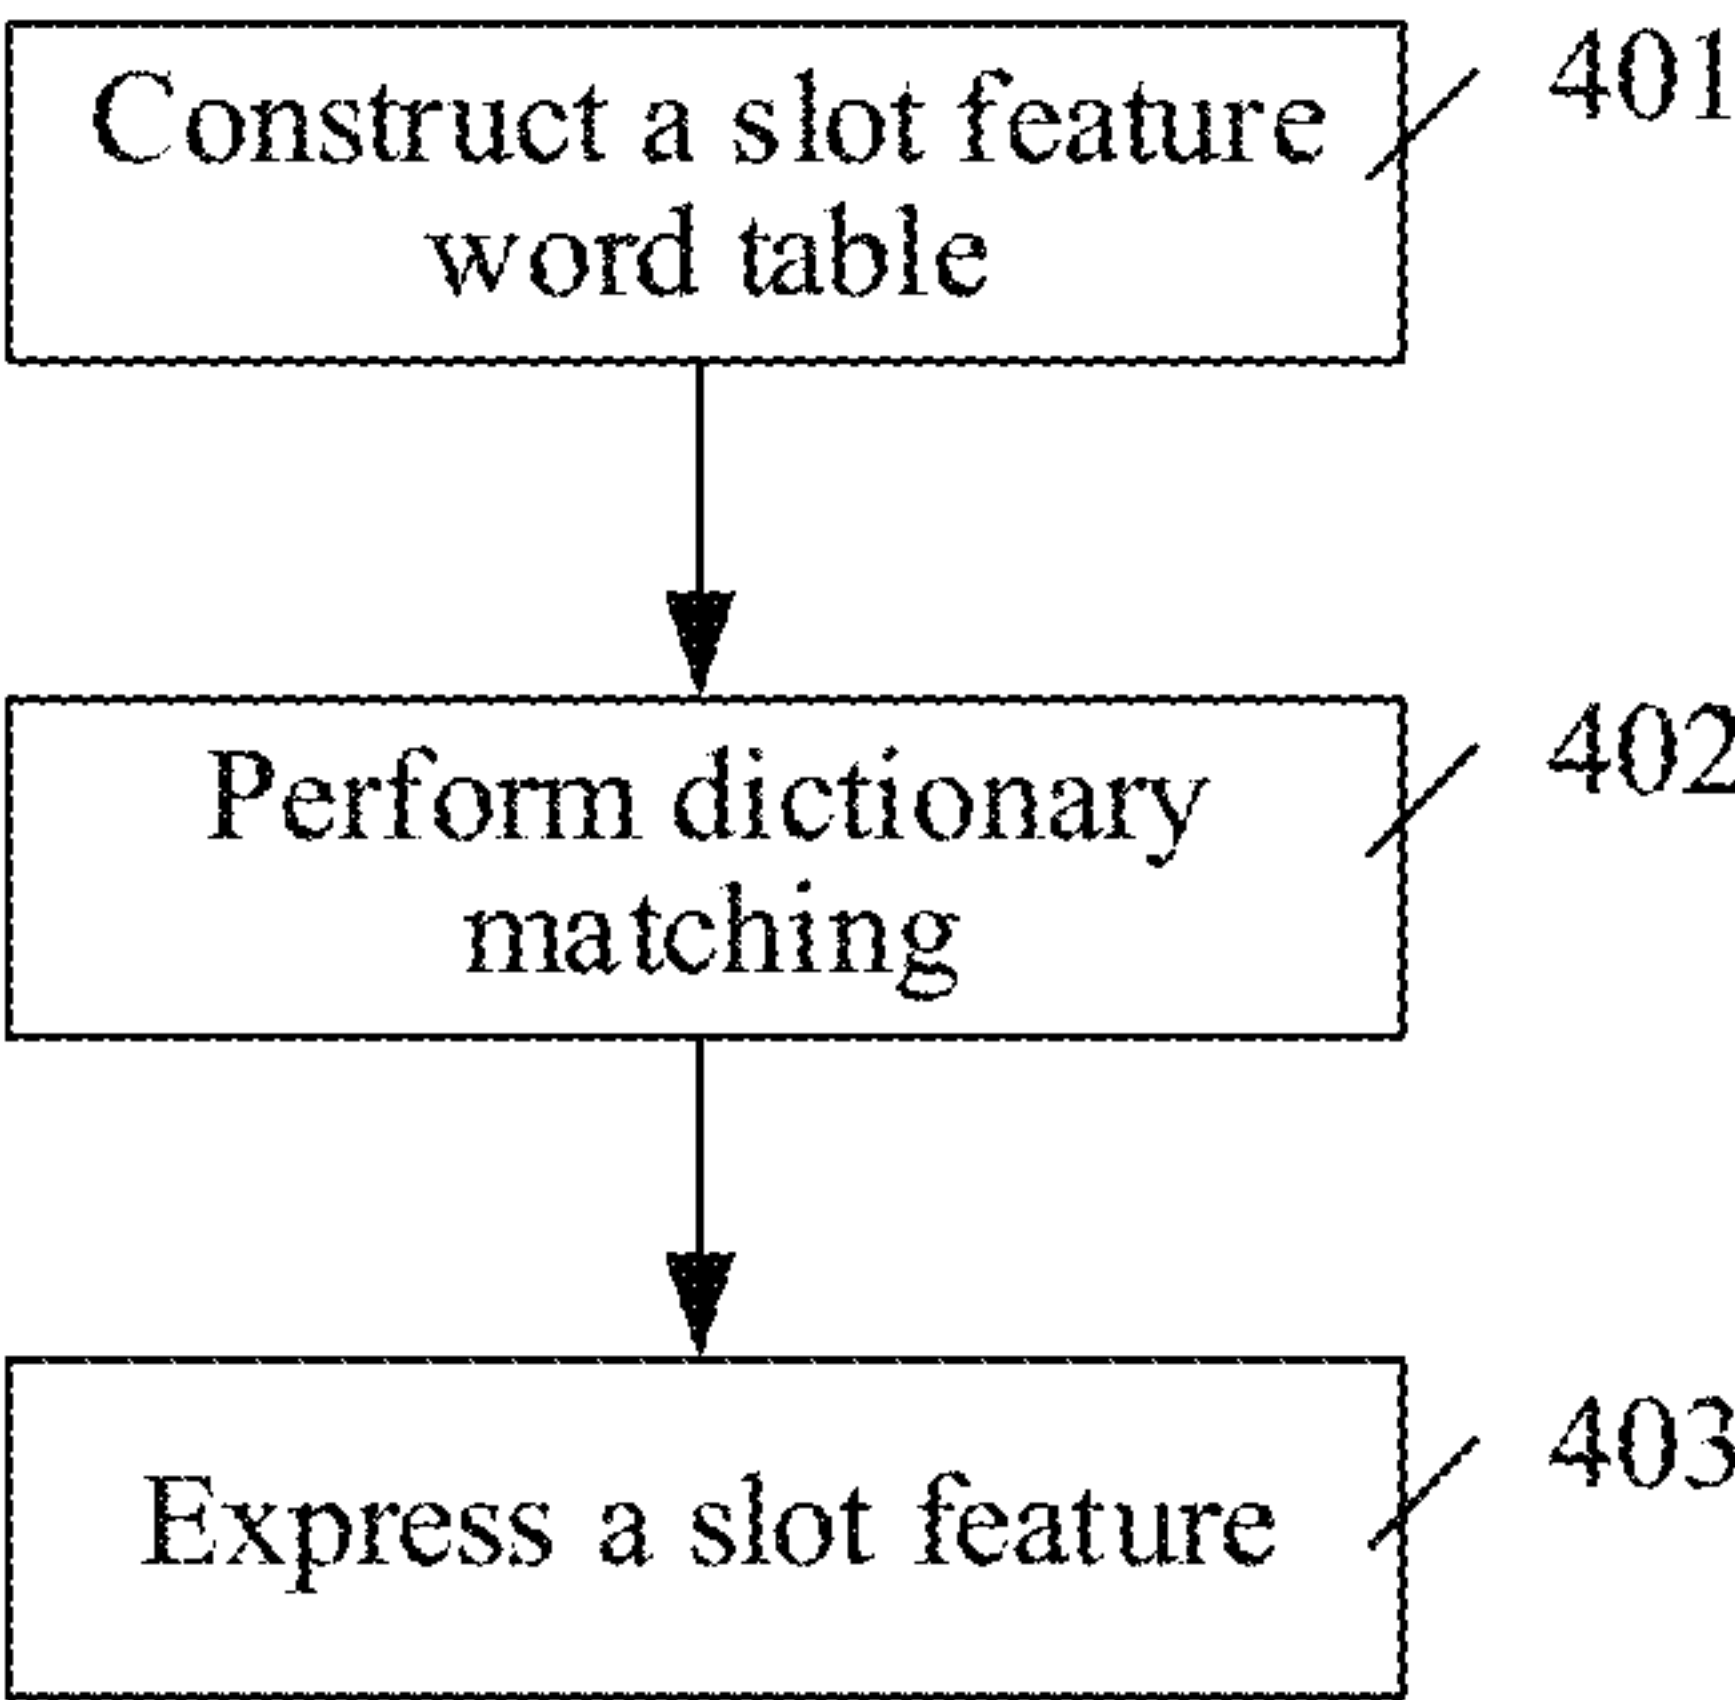 Construct a slot feature
word table
401
Perform dictionary
matching
402
Express a slot feature
403